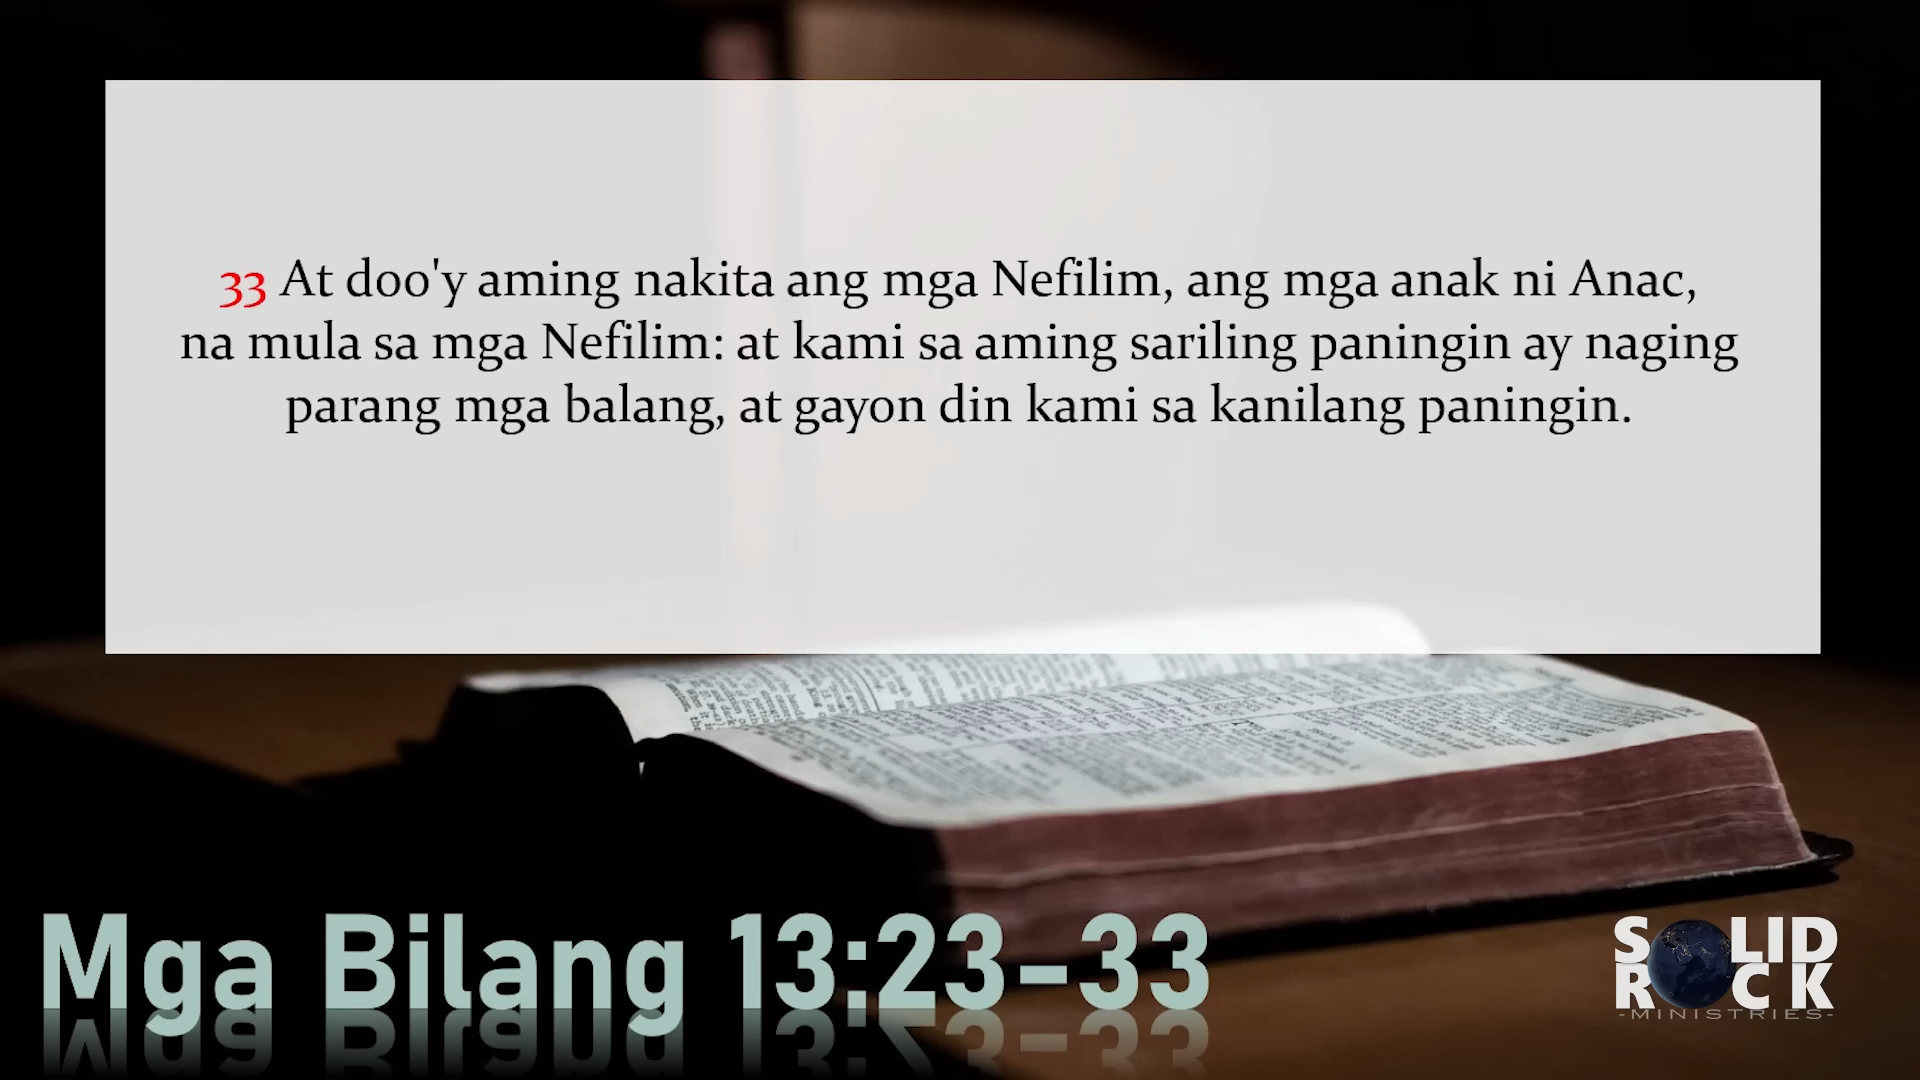 33 At doo'y aming nakita ang mga Nefilim, ang mga anak ni Anac,
na mula sa mga Nefilim: at kami sa aming sariling paningin ay naging
parang mga balang, at gayon din kami sa kanilang paningin.
Mga Bilang 13:23-33
SOLID
ROCK
-MINISTRIES-